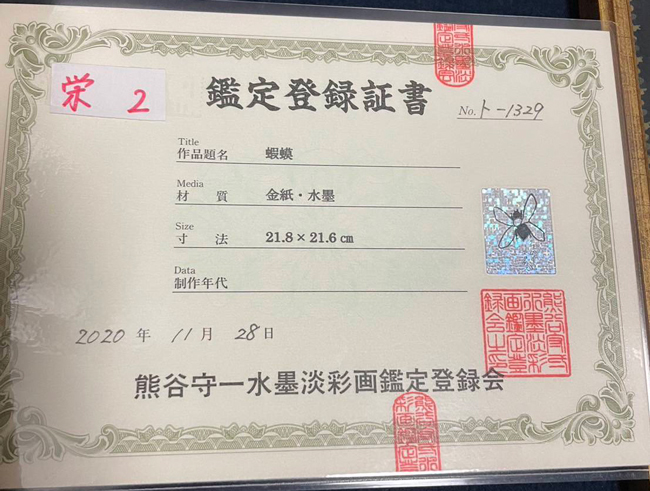 栄 2
鑑定登録証書
No. ト-1329
Title
作品題名 蝦蟆
Media
材質 金紙・水墨
Size
寸法 21.8 × 21.6 cm
Data
制作年代
2020 年 11 月 28 日
熊谷守一水墨淡彩画鑑定登録会